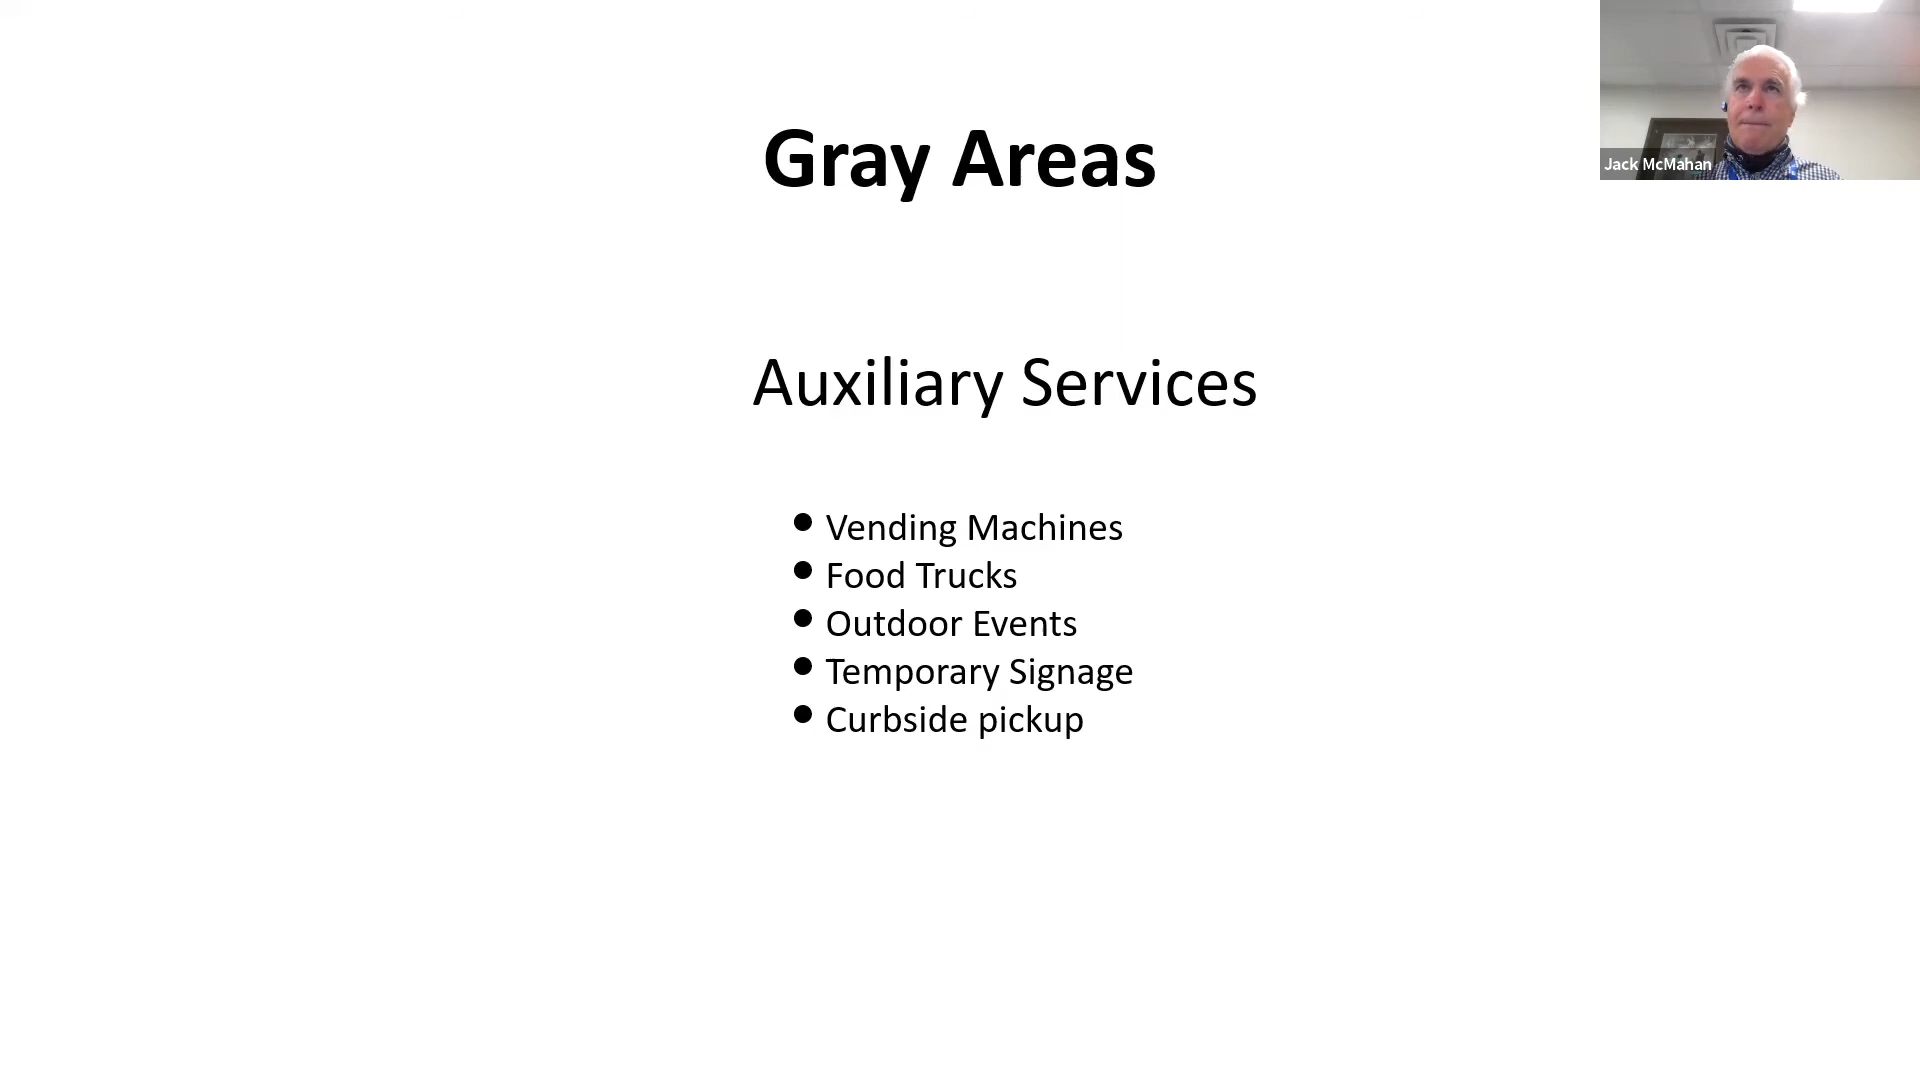 Gray Areas
Jack McMahan
Auxiliary Services
• Vending Machines
• Food Trucks
• Outdoor Events
• Temporary Signage
• Curbside pickup